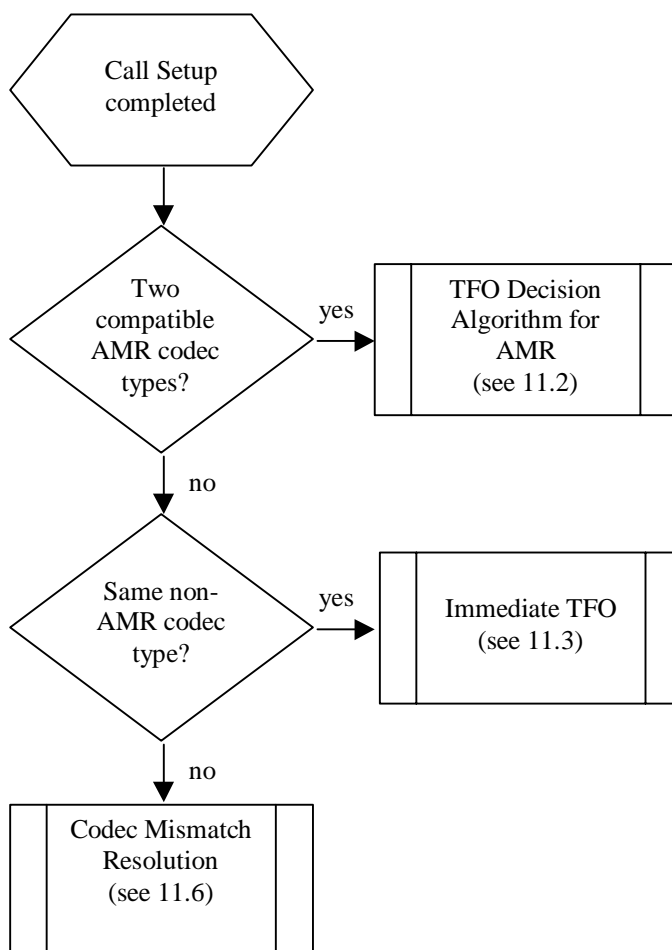 Call Setup
completed
Two
compatible
AMR codec
types?
yes
TFO Decision
Algorithm for
AMR
(see 11.2)
no
Same non-
AMR codec
type?
yes
Immediate TFO
(see 11.3)
no
Codec Mismatch
Resolution
(see 11.6)